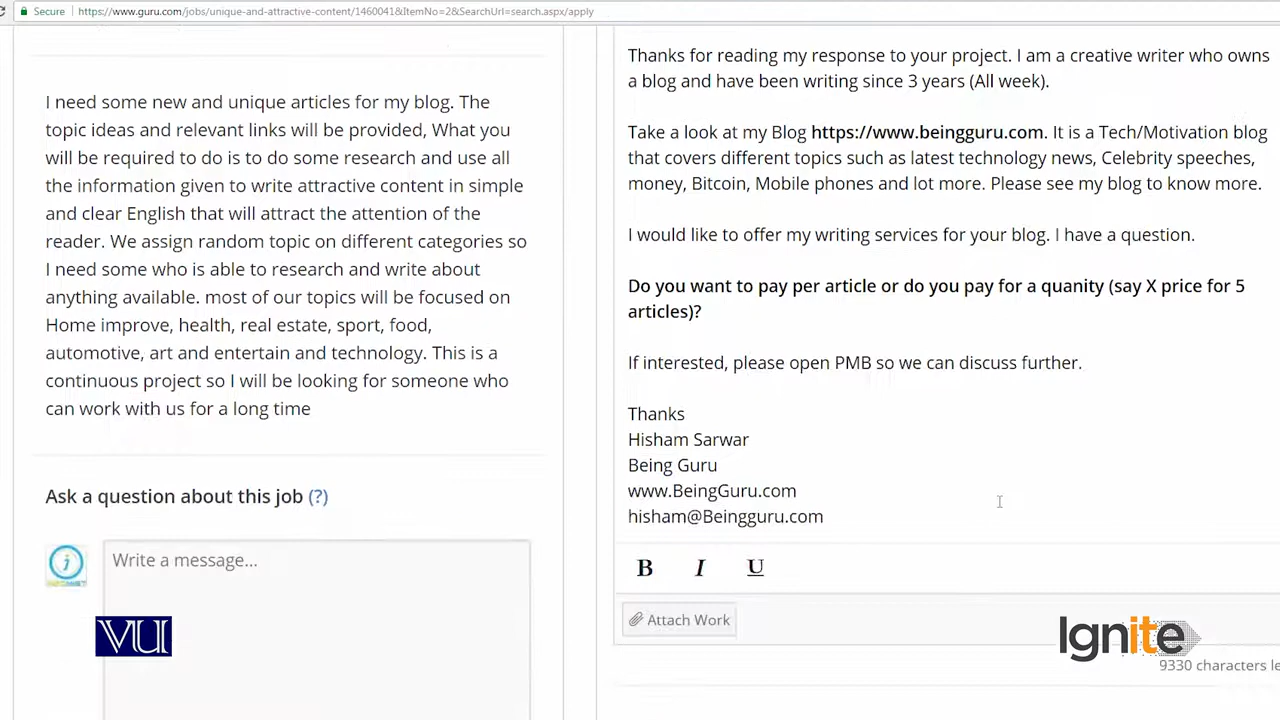 Secure
https://www.guru.com/jobs/unique-and-attractive-content/1460041&ItemNo=2&SearchUrl=search.aspx/apply
I need some new and unique articles for my blog. The
topic ideas and relevant links will be provided, What you
will be required to do is to do some research and use all
the information given to write attractive content in simple
and clear English that will attract the attention of the
reader. We assign random topic on different categories so
I need some who is able to research and write about
anything available. most of our topics will be focused on
Home improve, health, real estate, sport, food,
automotive, art and entertain and technology. This is a
continuous project so I will be looking for someone who
can work with us for a long time
Ask a question about this job (?)
Write a message...
VU
Thanks for reading my response to your project. I am a creative writer who owns
a blog and have been writing since 3 years (All week).
Take a look at my Blog https://www.beingguru.com. It is a Tech/Motivation blog
that covers different topics such as latest technology news, Celebrity speeches,
money, Bitcoin, Mobile phones and lot more. Please see my blog to know more.
I would like to offer my writing services for your blog. I have a question.
Do you want to pay per article or do you pay for a quanity (say X price for 5
articles)?
If interested, please open PMB so we can discuss further.
Thanks
Hisham Sarwar
Being Guru
www.BeingGuru.com
hisham@Beingguru.com
B I U
Attach Work
Ignite
9330 characters le